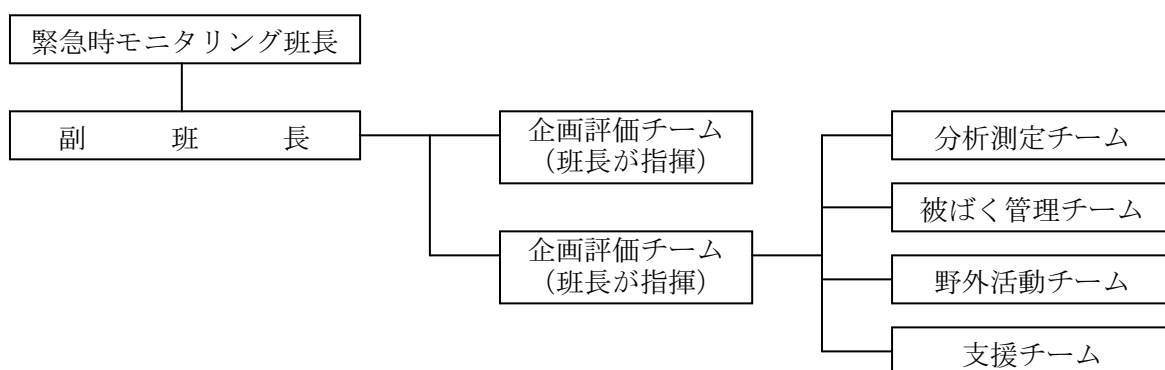 緊急時モニタリング班長
副班長
企画評価チーム
（班長が指揮）
企画評価チーム
（班長が指揮）
分析測定チーム
被ばく管理チーム
野外活動チーム
支援チーム